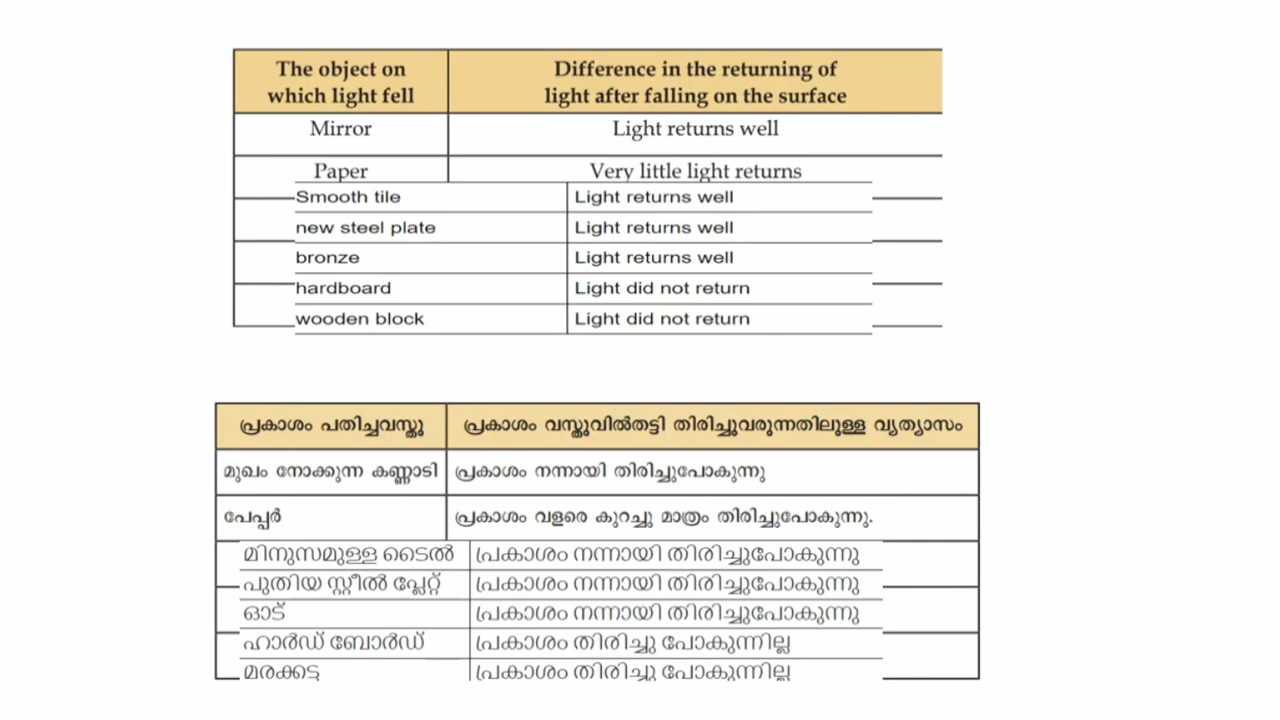 The object on which light fell | Difference in the returning of light after falling on the surface
Mirror | Light returns well
Paper | Very little light returns
Smooth tile | Light returns well
new steel plate | Light returns well
bronze | Light returns well
hardboard | Light did not return
wooden block | Light did not return
പ്രകാശം പതിച്ചവസ്തു | പ്രകാശം വസ്തുവിൽതട്ടി തിരിച്ചുവരുന്നതിലുള്ള വ്യത്യാസം
മുഖം നോക്കുന്ന കണ്ണാടി | പ്രകാശം നന്നായി തിരിച്ചുപോകുന്നു
പേപ്പർ | പ്രകാശം വളരെ കുറച്ചു മാത്രം തിരിച്ചുപോകുന്നു.
മിനുസമുള്ള ടൈൽ | പ്രകാശം നന്നായി തിരിച്ചുപോകുന്നു
പുതിയ സ്റ്റീൽ പ്ലേറ്റ് | പ്രകാശം നന്നായി തിരിച്ചുപോകുന്നു
ഓട് | പ്രകാശം നന്നായി തിരിച്ചുപോകുന്നു
ഹാർഡ് ബോർഡ് | പ്രകാശം തിരിച്ചു പോകുന്നില്ല
മരക്കട്ട | പ്രകാശം തിരിച്ചു പോകുന്നില്ല